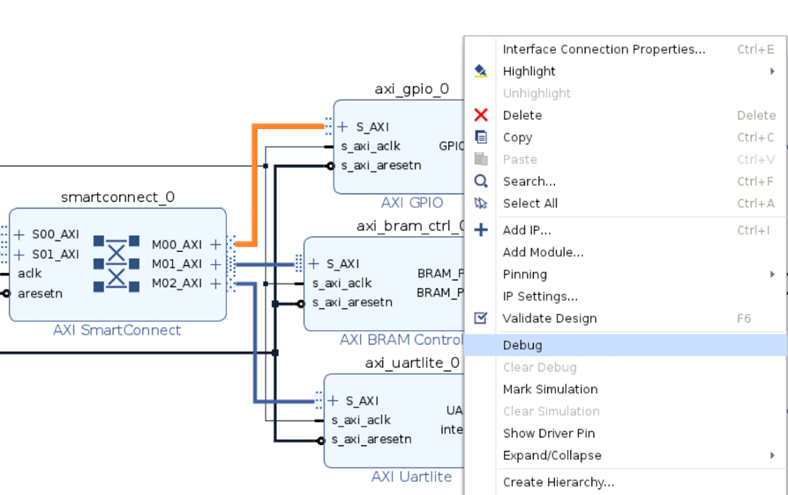 axi_gpio_0
S_AXI
s_axi_aclk
s_axi_aresetn
AXI GPIO
smartconnect_0
S00_AXI
S01_AXI
aclk
aresetn
M00_AXI
M01_AXI
M02_AXI
AXI SmartConnect
axi_bram_ctrl_0
S_AXI
s_axi_aclk
s_axi_aresetn
BRAM_P
BRAM_P
AXI BRAM Control
axi_uartlite_0
S_AXI
s_axi_aclk
s_axi_aresetn
UA
inte
AXI Uartlite
Interface Connection Properties... Ctrl+E
Highlight
Unhighlight
Delete Delete
Copy Ctrl+C
Paste Ctrl+V
Search... Ctrl+F
Select All Ctrl+A
Add IP... Ctrl+I
Add Module...
Pinning
IP Settings...
Validate Design F6
Debug
Clear Debug
Mark Simulation
Clear Simulation
Show Driver Pin
Expand/Collapse
Create Hierarchy...